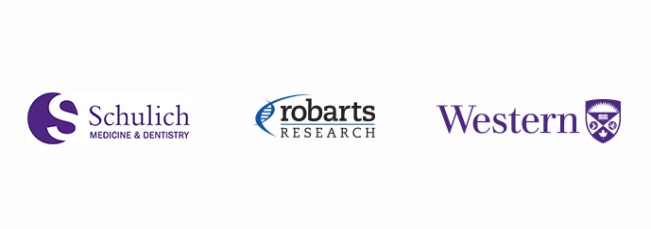 Schulich
MEDICINE & DENTISTRY
robarts
RESEARCH
Western